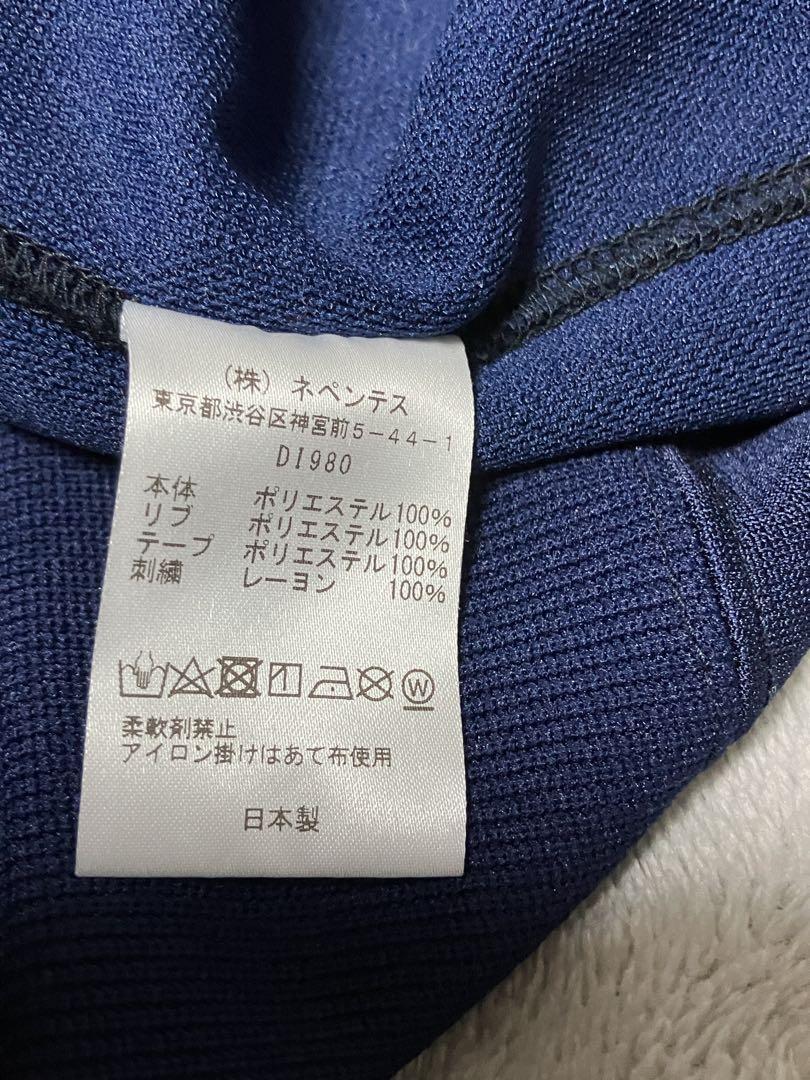 （株）ネペンテス
東京都渋谷区神宮前5-44-1
DI980
本体 ポリエステル100%
リブ ポリエステル100%
テープ ポリエステル100%
刺繍 レーヨン 100%
W
柔軟剤禁止
アイロン掛けはあて布使用
日本製